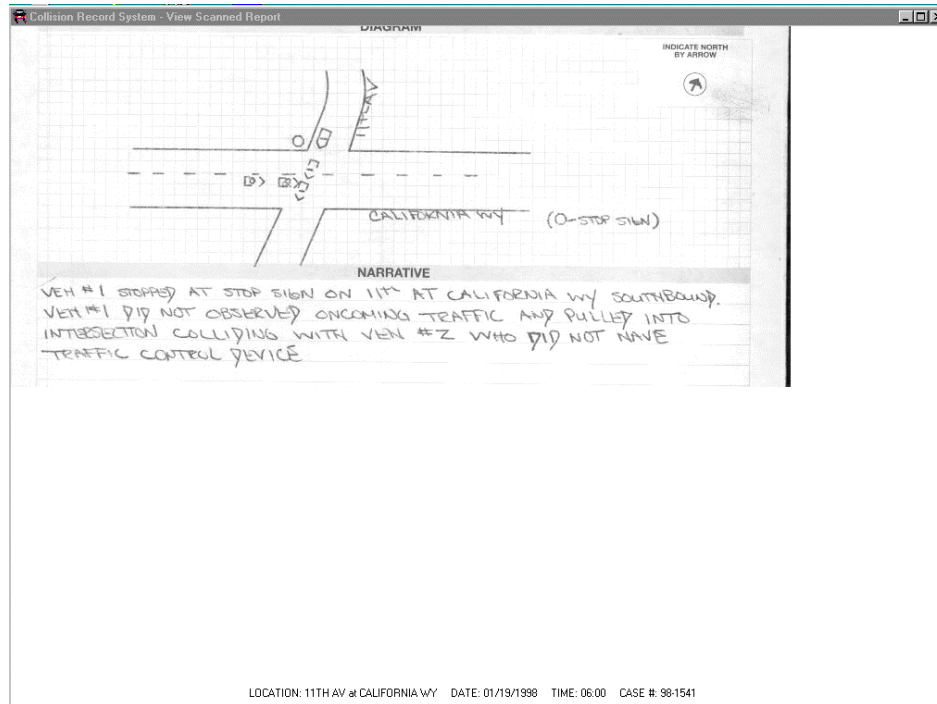 Collision Record System - View Scanned Report
DIAGRAM
INDICATE NORTH
BY ARROW
11th AV
CALIFORNIA WY
(O-STOP SIGN)
NARRATIVE
VEH #1 STOPPED AT STOP SIGN ON 11th AT CALIFORNIA WY SOUTHBOUND.
VEH #1 DID NOT OBSERVED ONCOMING TRAFFIC AND PULLED INTO
INTERSECTION COLLIDING WITH VEH #2 WHO DID NOT HAVE
TRAFFIC CONTROL DEVICE
LOCATION: 11TH AV at CALIFORNIA WY DATE: 01/19/1998 TIME: 06:00 CASE #: 98-1541